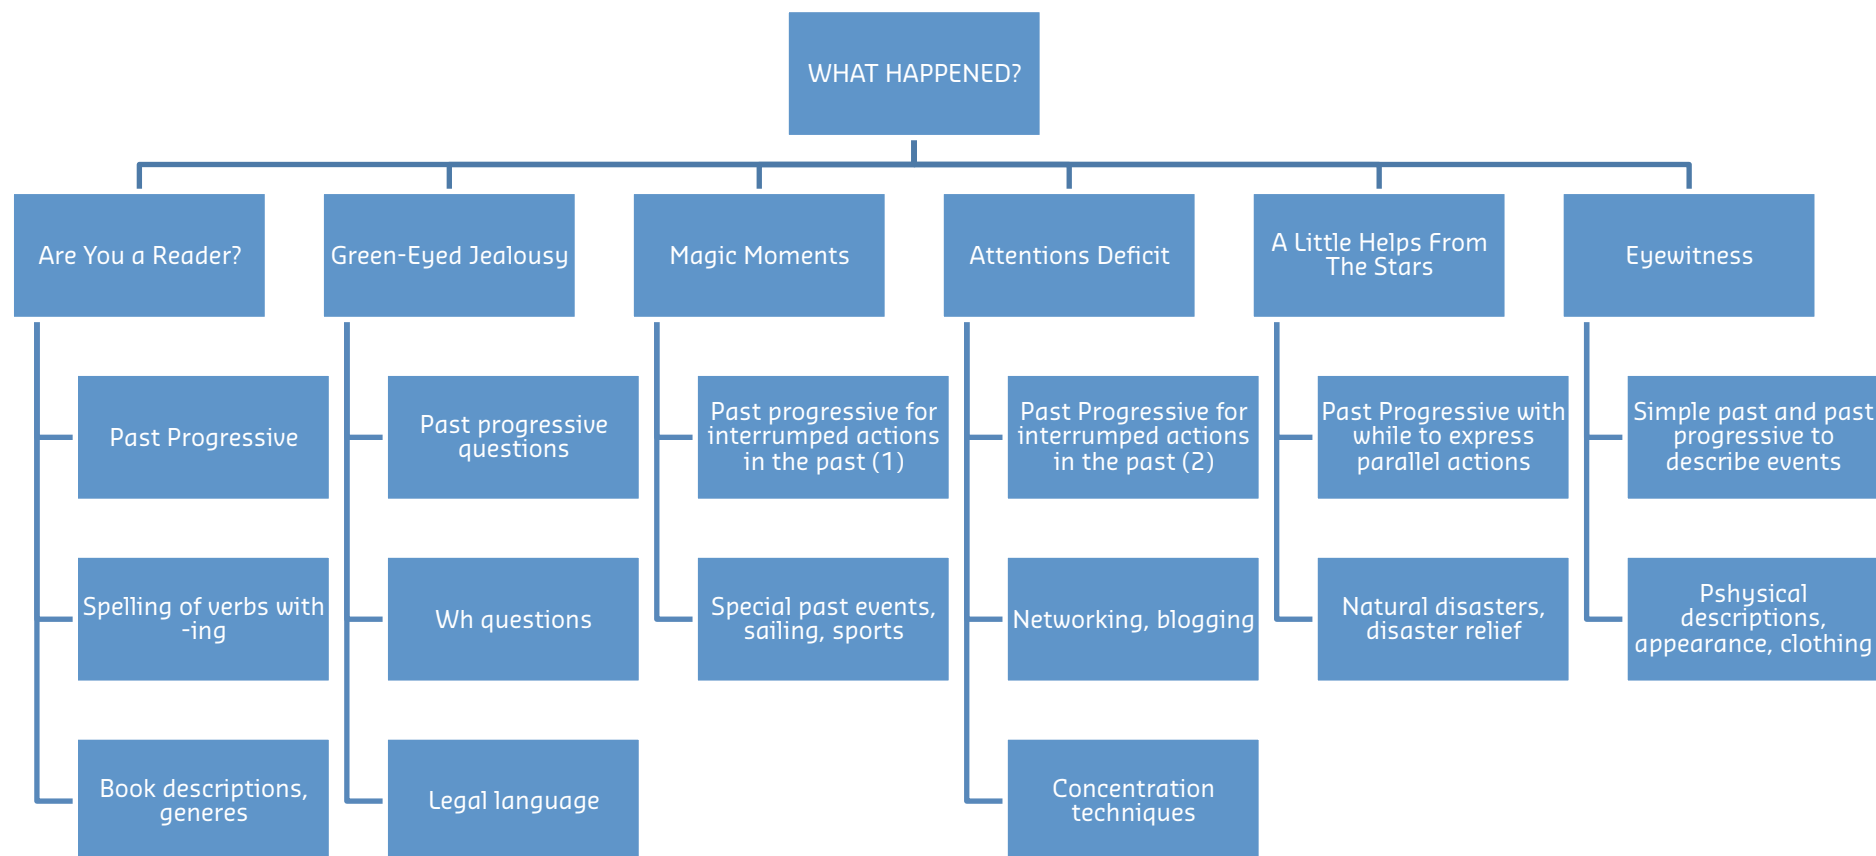 WHAT HAPPENED?
Are You a Reader?
Past Progressive
Spelling of verbs with
-ing
Book descriptions,
generes
Green-Eyed Jealousy
Past progressive
questions
Wh questions
Legal language
Magic Moments
Past progressive for
interrumped actions
in the past (1)
Special past events,
sailing, sports
Attentions Deficit
Past Progressive for
interrumped actions
in the past (2)
Networking, blogging
Concentration
techniques
A Little Helps From
The Stars
Past Progressive with
while to express
parallel actions
Natural disasters,
disaster relief
Eyewitness
Simple past and past
progressive to
describe events
Pshysical
descriptions,
appearance, clothing